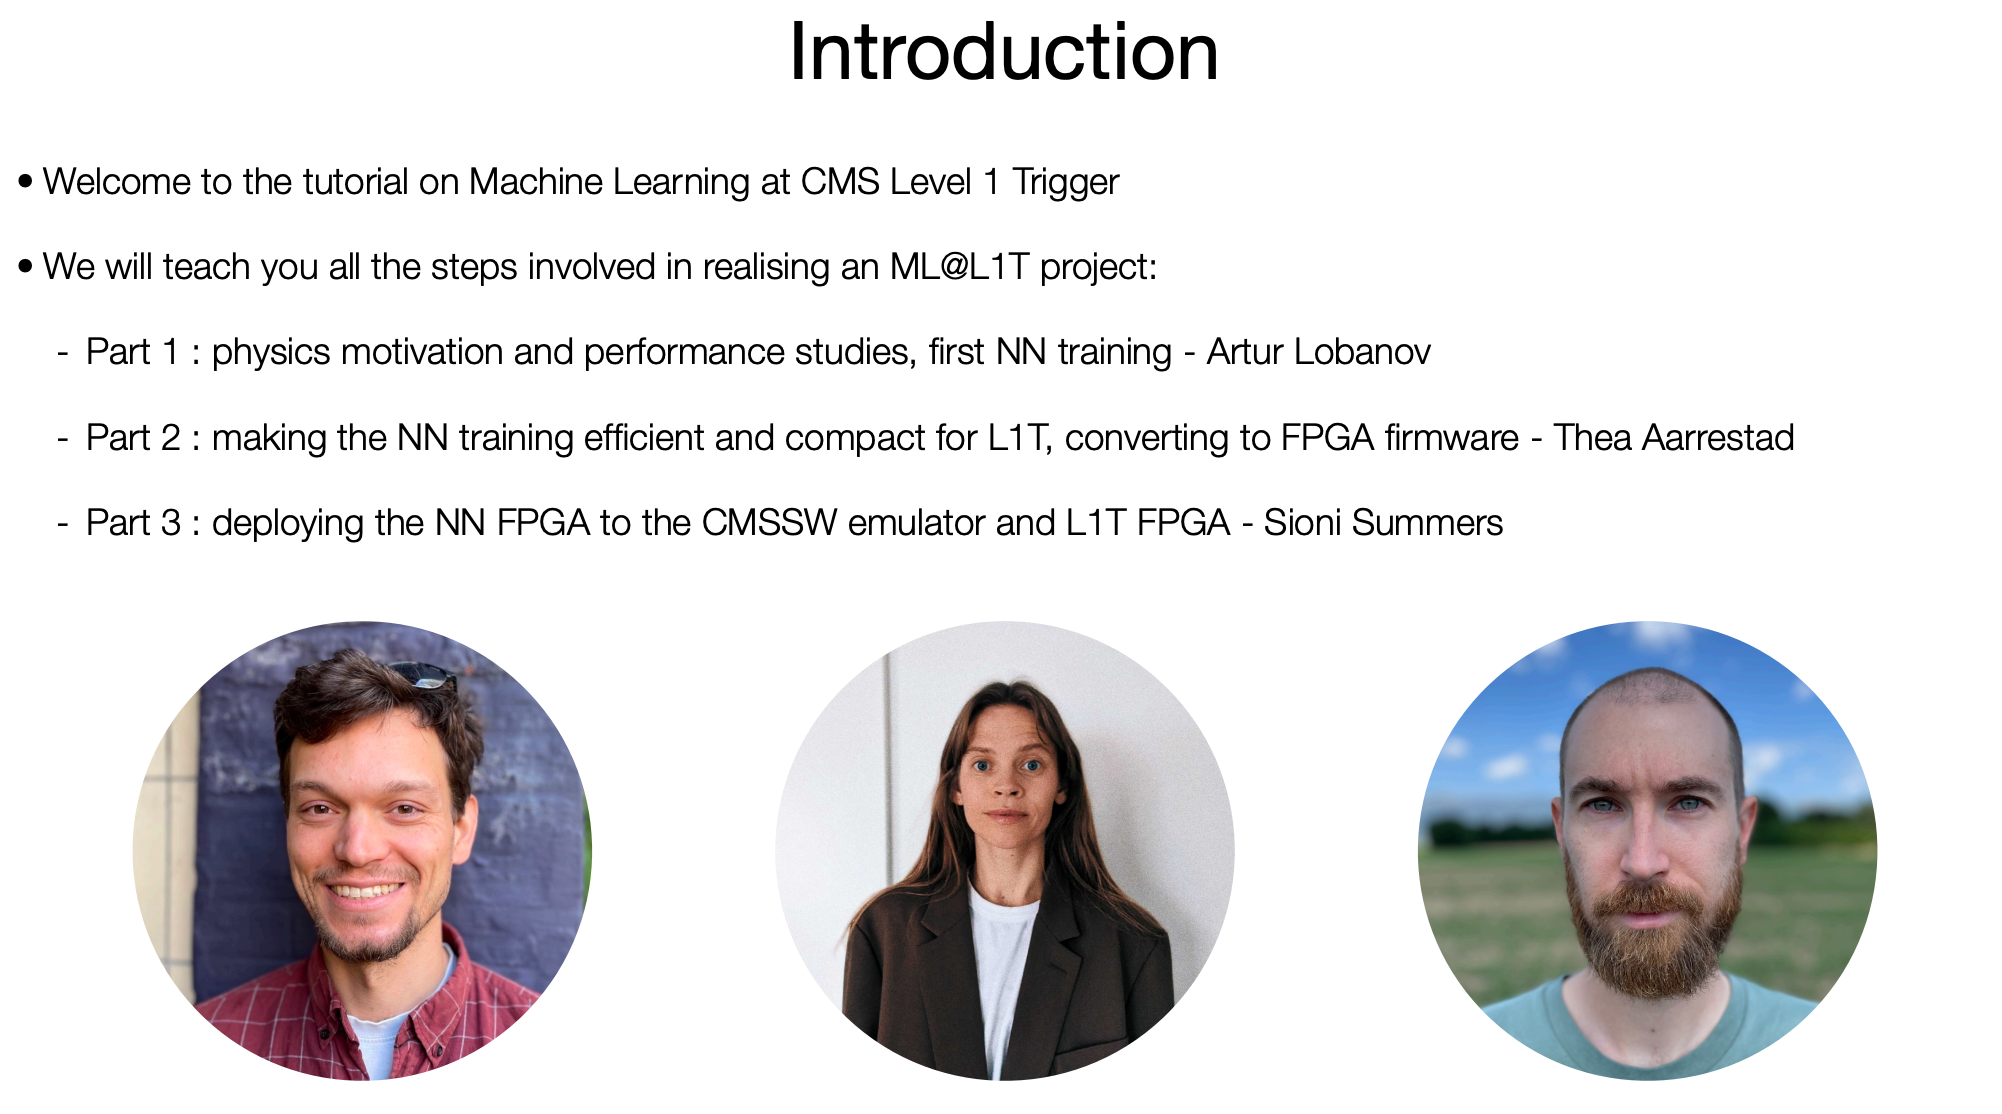 Introduction
• Welcome to the tutorial on Machine Learning at CMS Level 1 Trigger
• We will teach you all the steps involved in realising an ML@L1T project:
- Part 1 : physics motivation and performance studies, first NN training - Artur Lobanov
- Part 2 : making the NN training efficient and compact for L1T, converting to FPGA firmware - Thea Aarrestad
- Part 3 : deploying the NN FPGA to the CMSSW emulator and L1T FPGA - Sioni Summers